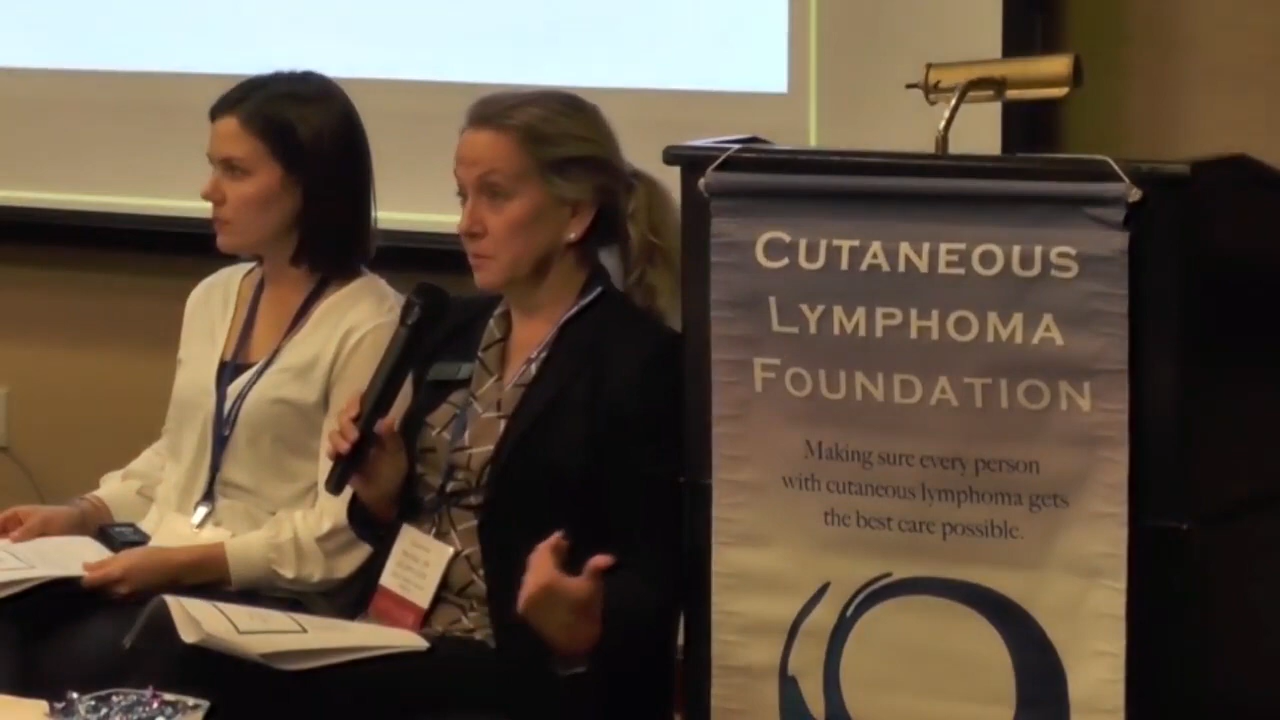 CUTANEOUS
LYMPHOMA
FOUNDATION
Making sure every person
with cutaneous lymphoma gets
the best care possible.